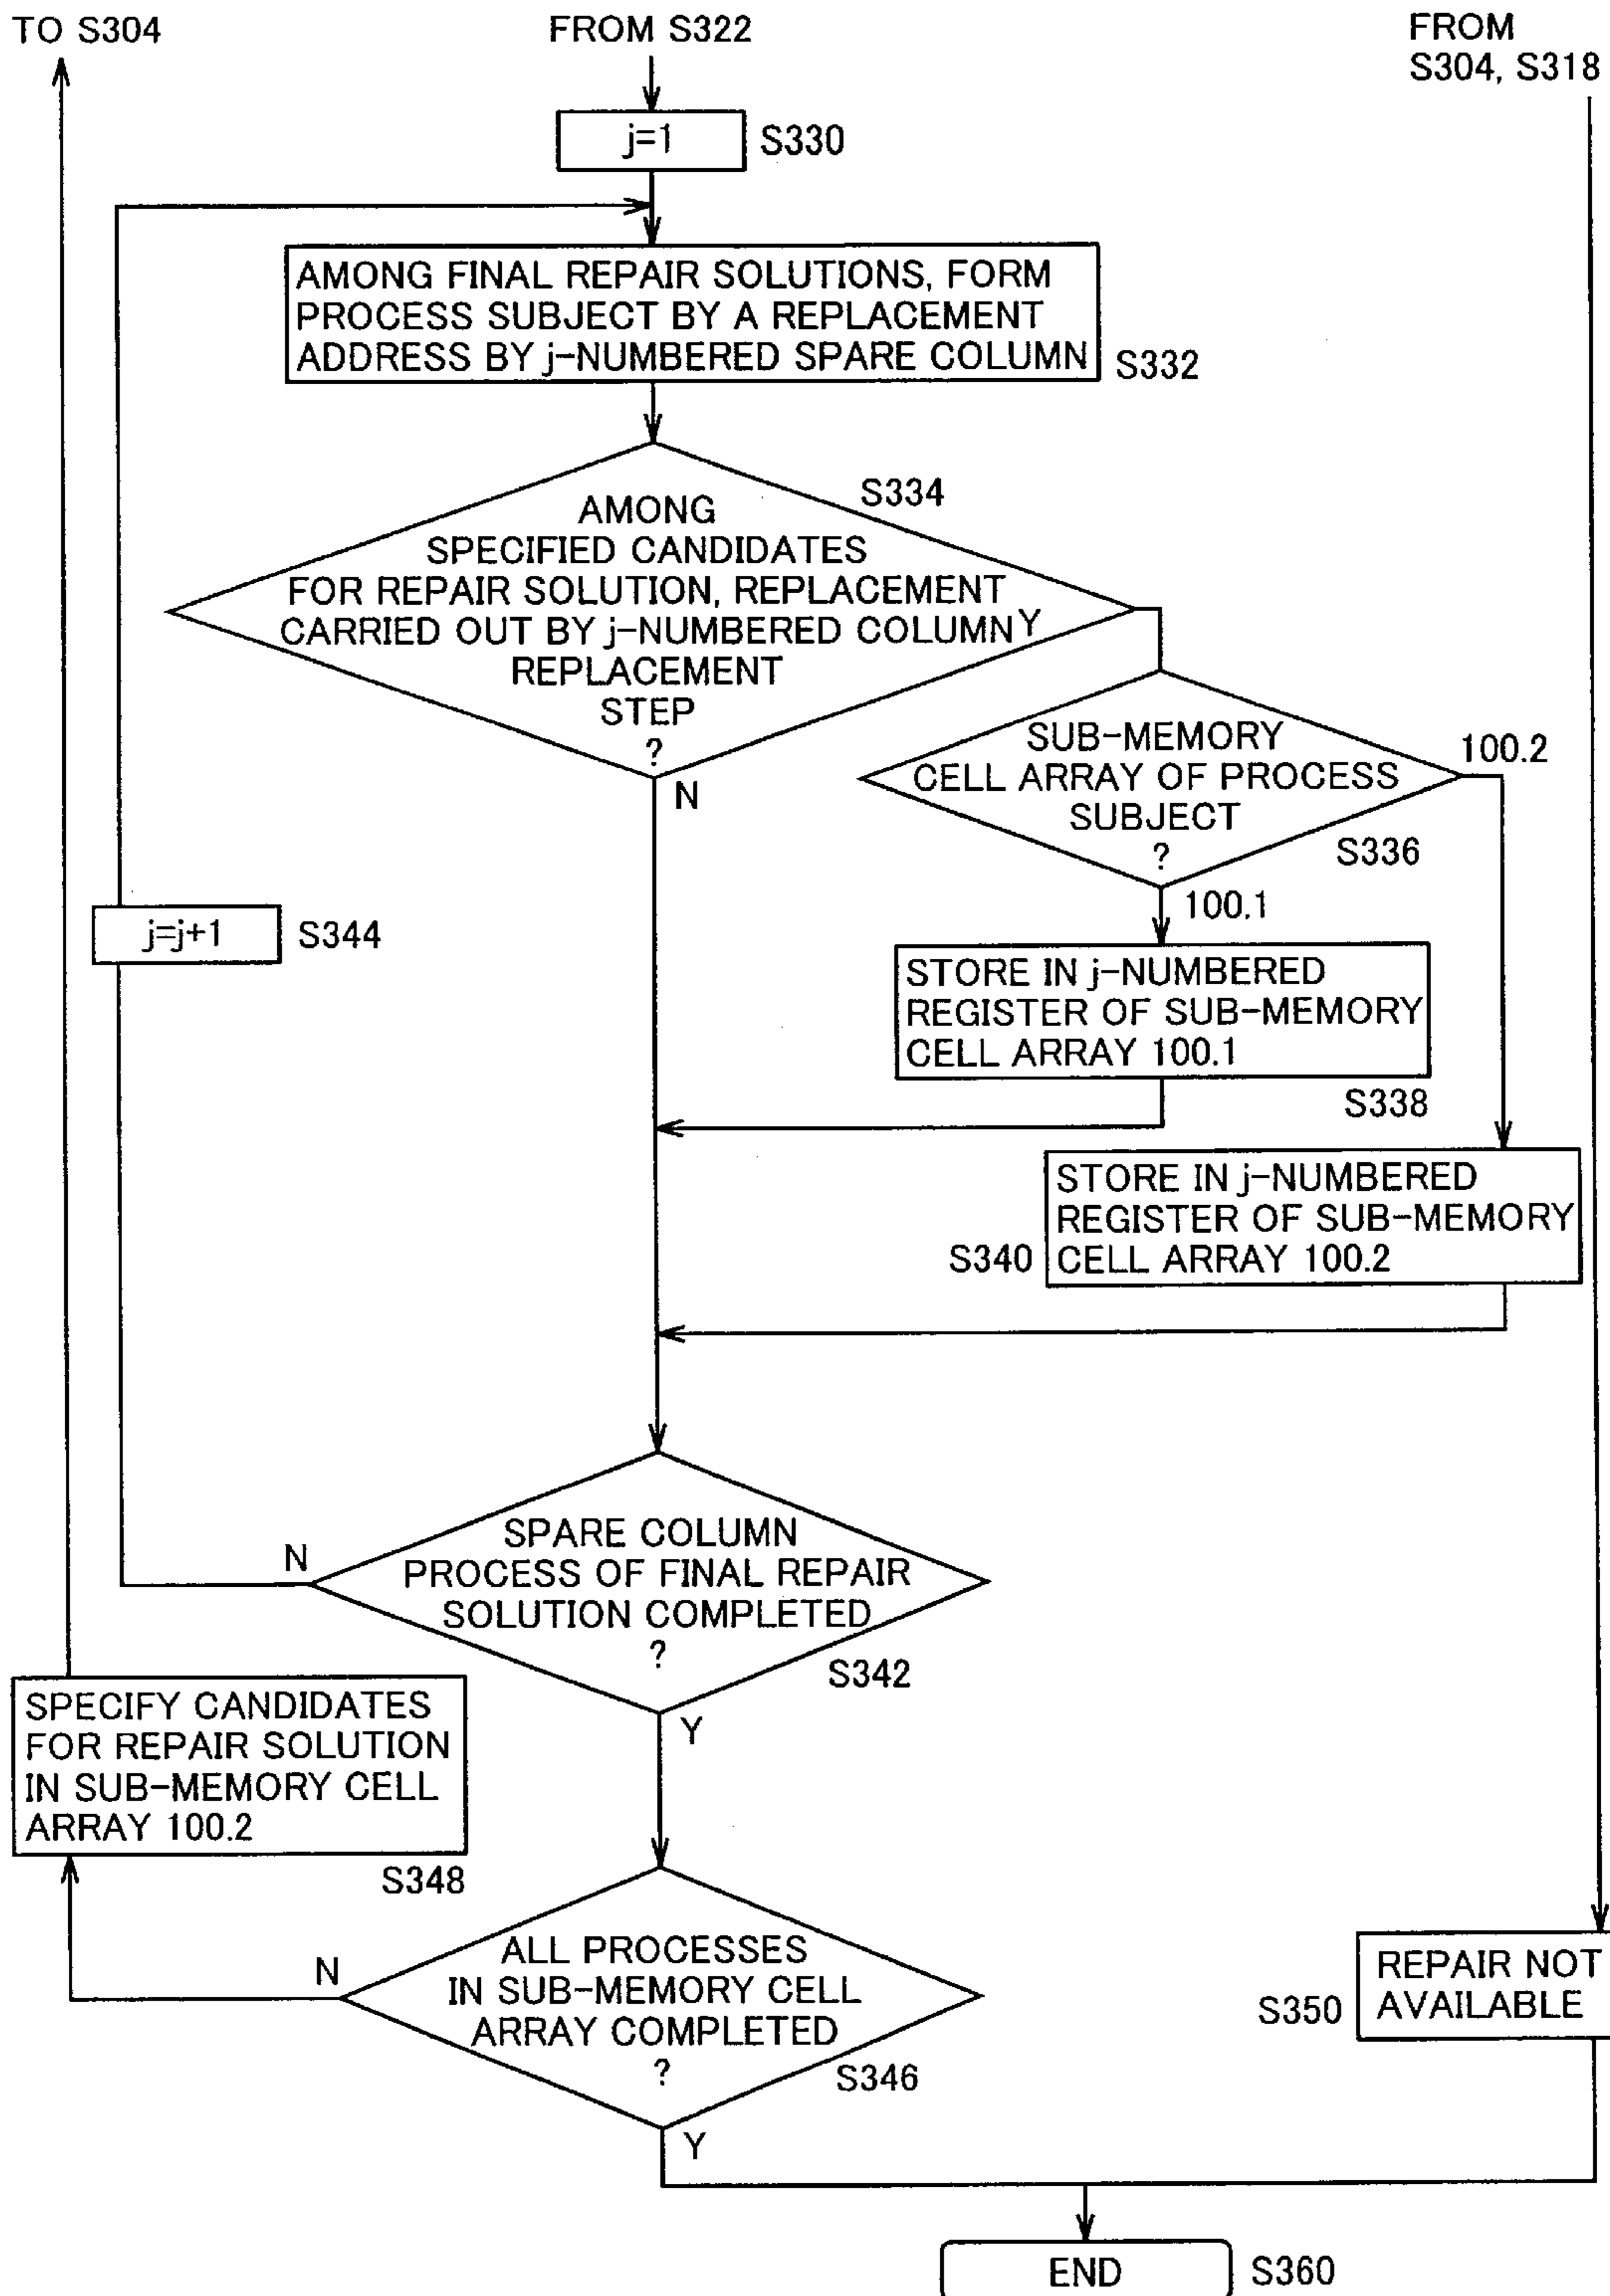 TO S304
FROM S322
FROM
S304, S318
j=1
S330
AMONG FINAL REPAIR SOLUTIONS, FORM
PROCESS SUBJECT BY A REPLACEMENT
ADDRESS BY j-NUMBERED SPARE COLUMN
S332
S334
AMONG
SPECIFIED CANDIDATES
FOR REPAIR SOLUTION, REPLACEMENT
CARRIED OUT BY j-NUMBERED COLUMN
REPLACEMENT
STEP
?
Y
N
SUB-MEMORY
CELL ARRAY OF PROCESS
SUBJECT
?
100.2
S336
100.1
j=j+1
S344
STORE IN j-NUMBERED
REGISTER OF SUB-MEMORY
CELL ARRAY 100.1
S338
STORE IN j-NUMBERED
REGISTER OF SUB-MEMORY
CELL ARRAY 100.2
S340
N
SPARE COLUMN
PROCESS OF FINAL REPAIR
SOLUTION COMPLETED
?
S342
Y
SPECIFY CANDIDATES
FOR REPAIR SOLUTION
IN SUB-MEMORY CELL
ARRAY 100.2
S348
N
ALL PROCESSES
IN SUB-MEMORY CELL
ARRAY COMPLETED
?
S346
Y
REPAIR NOT
AVAILABLE
S350
END
S360